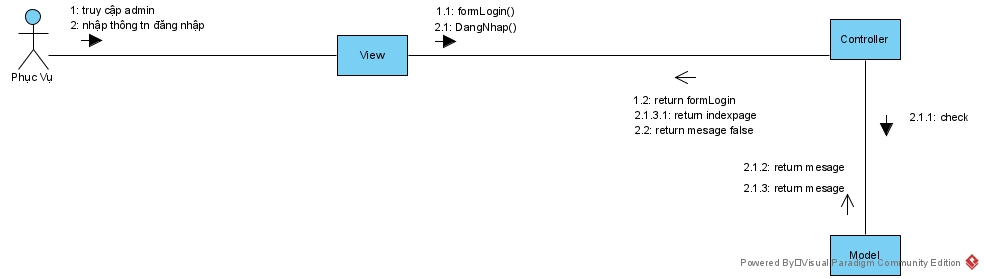 1: truy cập admin
2: nhập thông tn đăng nhập
Phục Vụ
1.1: formLogin()
2.1: DangNhap()
View
Controller
1.2: return formLogin
2.1.3.1: return indexpage
2.2: return mesage false
2.1.1: check
2.1.2: return mesage
2.1.3: return mesage
Model
Powered By Visual Paradigm Community Edition